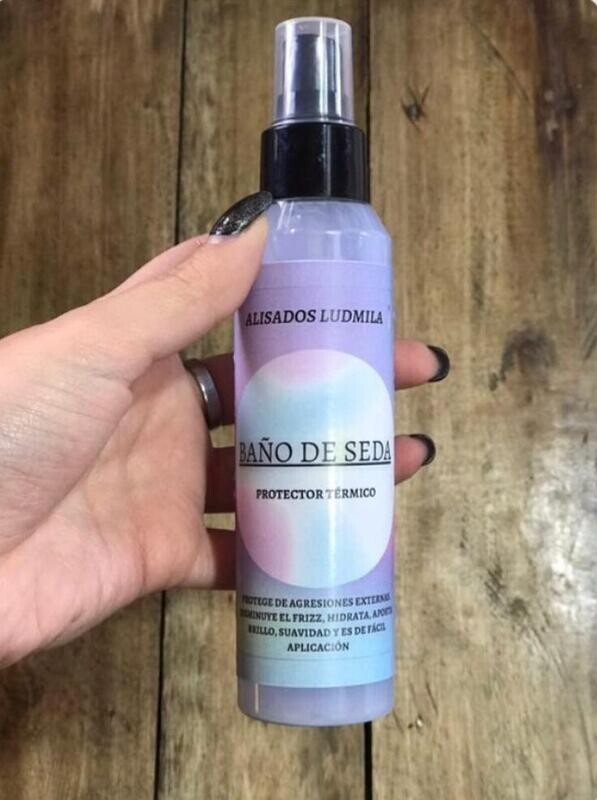 ALISADOS LUDMILA
BAÑO DE SEDA
PROTECTOR TÉRMICO
PROTEGE DE AGRESIONES EXTERNAS,
DISMINUYE EL FRIZZ, HIDRATA, APORTA
BRILLO, SUAVIDAD Y ES DE FÁCIL
APLICACIÓN